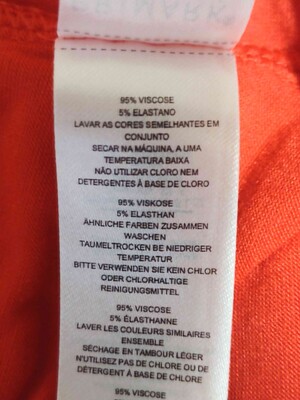 PRIMARK
95% VISCOSE
5% ELASTANO
LAVAR AS CORES SEMELHANTES EM
CONJUNTO
SECAR NA MÁQUINA, A UMA
TEMPERATURA BAIXA
NÃO UTILIZAR CLORO NEM
DETERGENTES À BASE DE CLORO
95% VISKOSE
5% ELASTHAN
ÄHNLICHE FARBEN ZUSAMMEN
WASCHEN
TAUMELTROCKEN BE NIEDRIGER
TEMPERATUR
BITTE VERWENDEN SIE KEIN CHLOR
ODER CHLORHALTIGE
REINIGUNGSMITTEL
95% VISCOSE
5% ÉLASTHANNE
LAVER LES COULEURS SIMILAIRES
ENSEMBLE
SÉCHAGE EN TAMBOUR LÉGER
N'UTILISEZ PAS DE CHLORE OU DE
DÉTERGENT À BASE DE CHLORE
95% VISCOSE